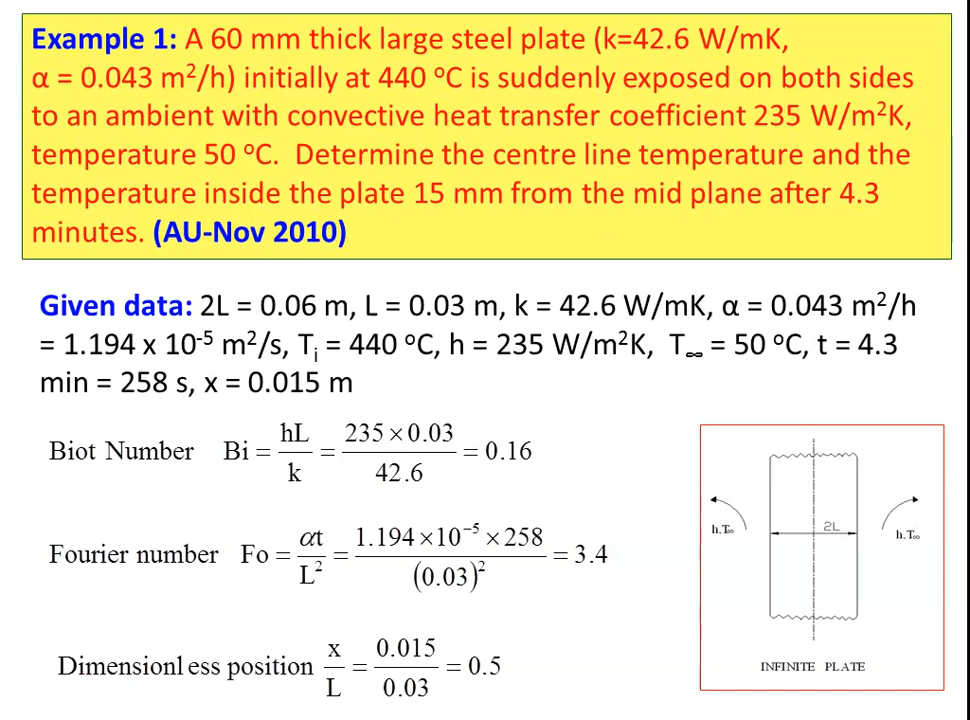 Example 1: A 60 mm thick large steel plate (k=42.6 W/mK,
α = 0.043 m²/h) initially at 440 °C is suddenly exposed on both sides
to an ambient with convective heat transfer coefficient 235 W/m²K,
temperature 50 °C. Determine the centre line temperature and the
temperature inside the plate 15 mm from the mid plane after 4.3
minutes. (AU-Nov 2010)
Given data: 2L = 0.06 m, L = 0.03 m, k = 42.6 W/mK, α = 0.043 m²/h
= 1.194 x 10⁻⁵ m²/s, Tᵢ = 440 °C, h = 235 W/m²K, T∞ = 50 °C, t = 4.3
min = 258 s, x = 0.015 m
Biot Number Bi = hL/k = 235×0.03/42.6 = 0.16
Fourier number Fo = αt/L² = 1.194×10⁻⁵×258/(0.03)² = 3.4
Dimensionl ess position x/L = 0.015/0.03 = 0.5
h.T∞
2L
h.T∞
INFINITE PLATE